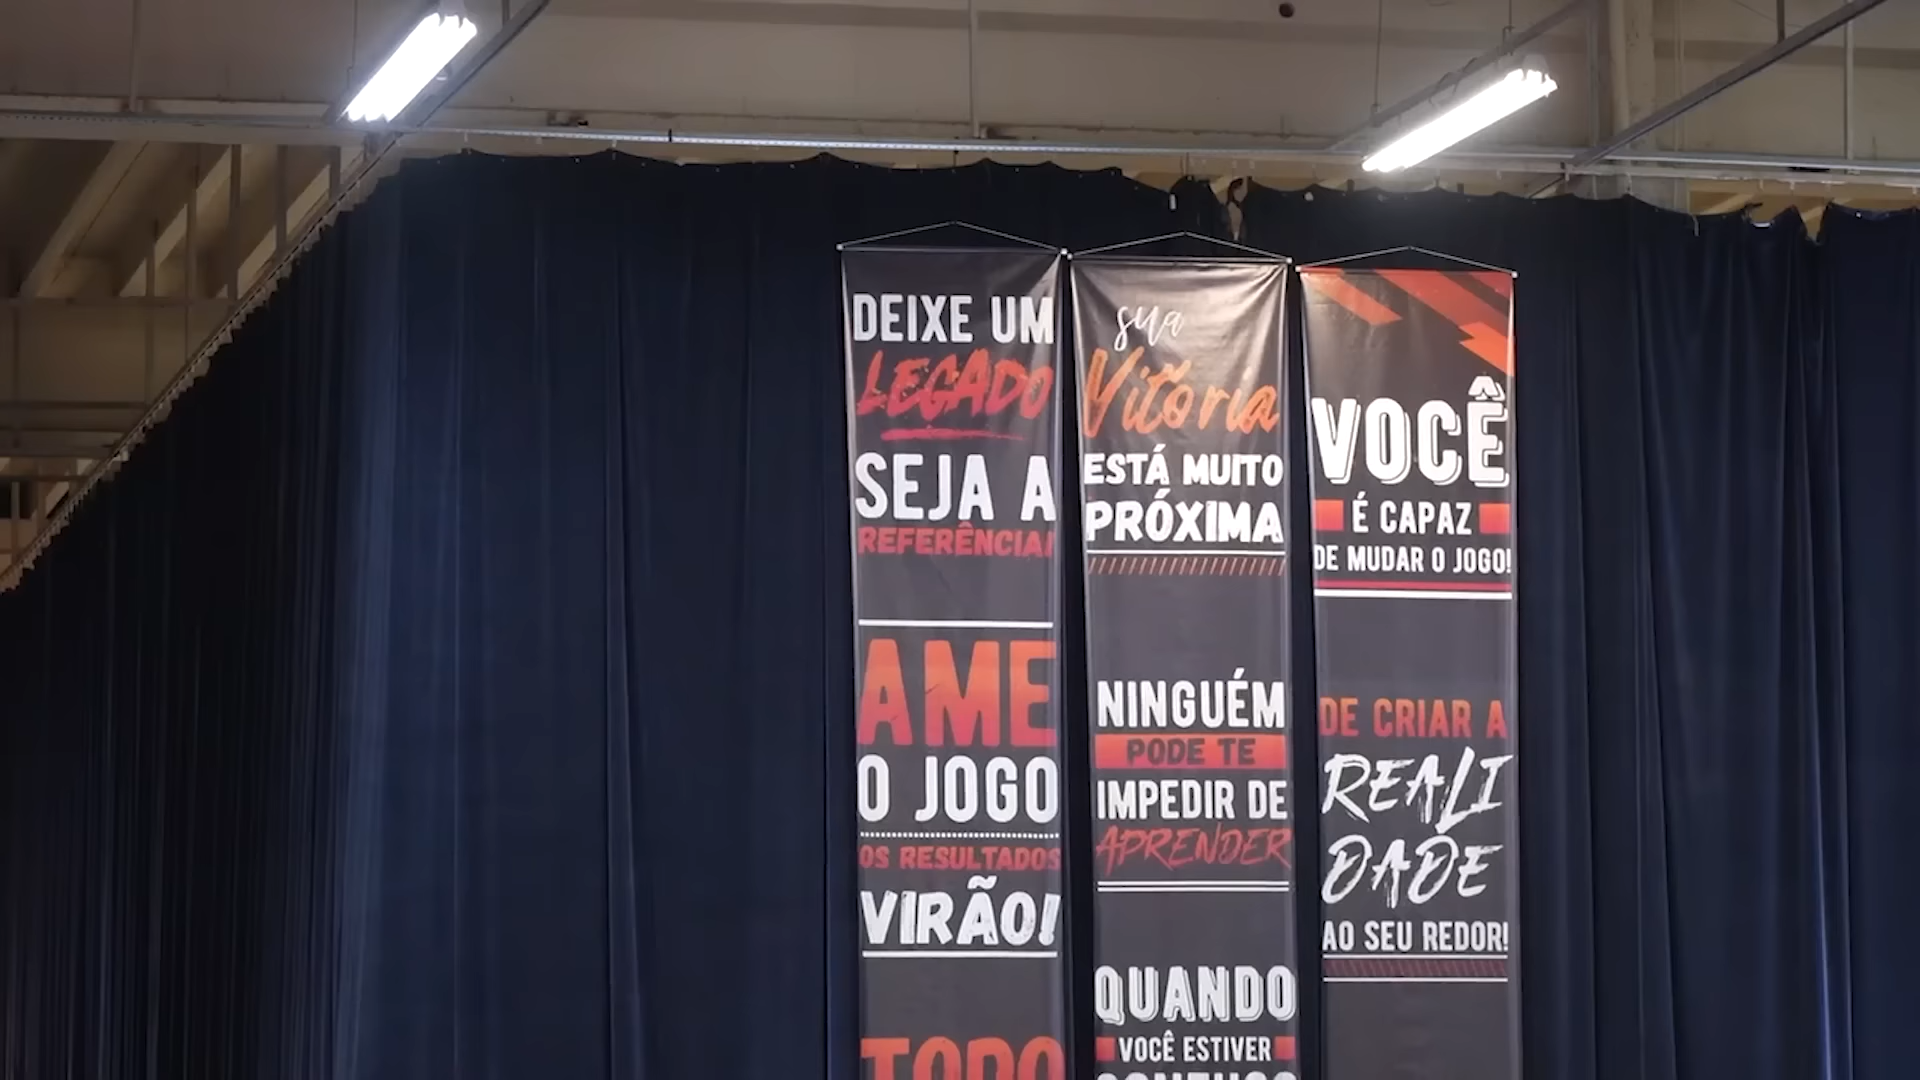 DEIXE UM
LEGADO
SEJA A
REFERÊNCIA!
AME
O JOGO
OS RESULTADOS
VIRÃO!
TODO
sua
Vitória
ESTÁ MUITO
PRÓXIMA
NINGUÉM
PODE TE
IMPEDIR DE
APRENDER
QUANDO
VOCÊ ESTIVER
VOCÊ
É CAPAZ
DE MUDAR O JOGO!
DE CRIAR A
REALI
DADE
AO SEU REDOR!